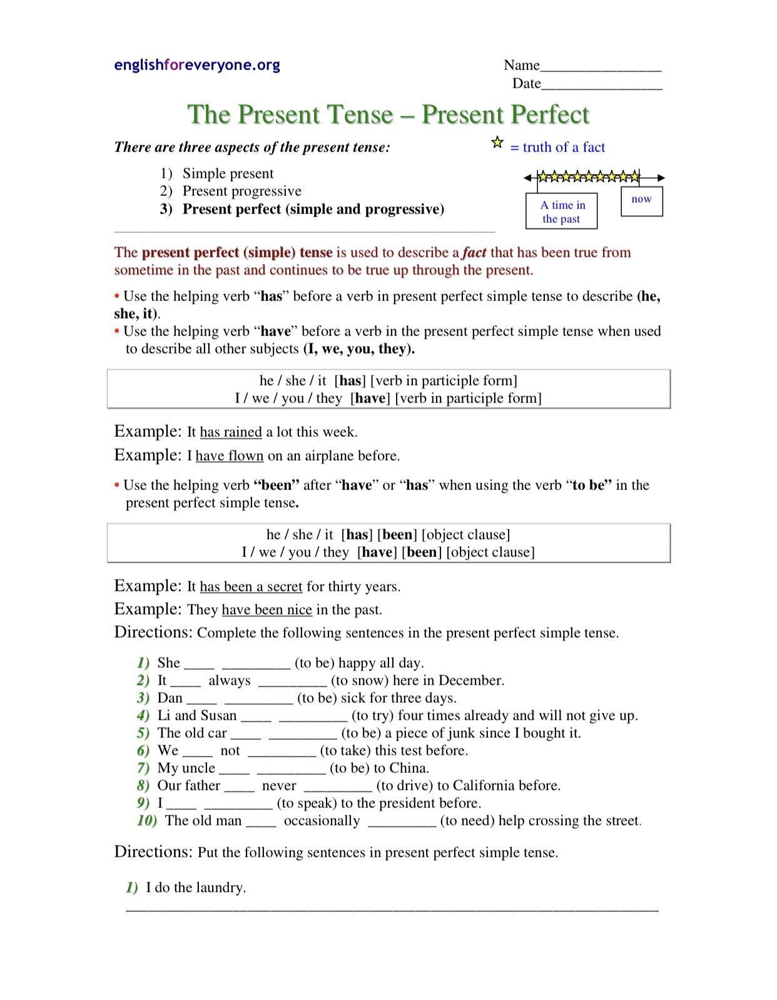 englishforeveryone.org
Name________________
Date________________
The Present Tense – Present Perfect
There are three aspects of the present tense:
= truth of a fact
1) Simple present
2) Present progressive
3) Present perfect (simple and progressive)
A time in
the past
now
The present perfect (simple) tense is used to describe a fact that has been true from
sometime in the past and continues to be true up through the present.
• Use the helping verb “has” before a verb in present perfect simple tense to describe (he,
she, it).
• Use the helping verb “have” before a verb in the present perfect simple tense when used
to describe all other subjects (I, we, you, they).
he / she / it [has] [verb in participle form]
I / we / you / they [have] [verb in participle form]
Example: It has rained a lot this week.
Example: I have flown on an airplane before.
• Use the helping verb “been” after “have” or “has” when using the verb “to be” in the
present perfect simple tense.
he / she / it [has] [been] [object clause]
I / we / you / they [have] [been] [object clause]
Example: It has been a secret for thirty years.
Example: They have been nice in the past.
Directions: Complete the following sentences in the present perfect simple tense.
1) She ____ _________ (to be) happy all day.
2) It ____ always _________ (to snow) here in December.
3) Dan ____ _________ (to be) sick for three days.
4) Li and Susan ____ _________ (to try) four times already and will not give up.
5) The old car ____ _________ (to be) a piece of junk since I bought it.
6) We ____ not _________ (to take) this test before.
7) My uncle ____ _________ (to be) to China.
8) Our father ____ never _________ (to drive) to California before.
9) I ____ _________ (to speak) to the president before.
10) The old man ____ occasionally _________ (to need) help crossing the street.
Directions: Put the following sentences in present perfect simple tense.
1) I do the laundry.
______________________________________________________________________